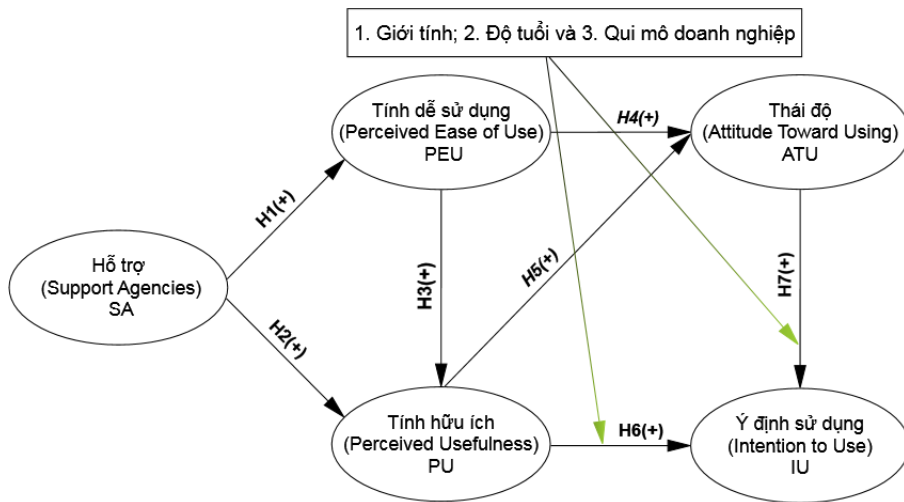 1. Giới tính; 2. Độ tuổi và 3. Qui mô doanh nghiệp
Tính dễ sử dụng
(Perceived Ease of Use)
PEU
H4(+)
Thái độ
(Attitude Toward Using)
ATU
H1(+)
Hỗ trợ
(Support Agencies)
SA
H3(+)
H5(+)
H7(+)
H2(+)
Tính hữu ích
(Perceived Usefulness)
PU
H6(+)
Ý định sử dụng
(Intention to Use)
IU